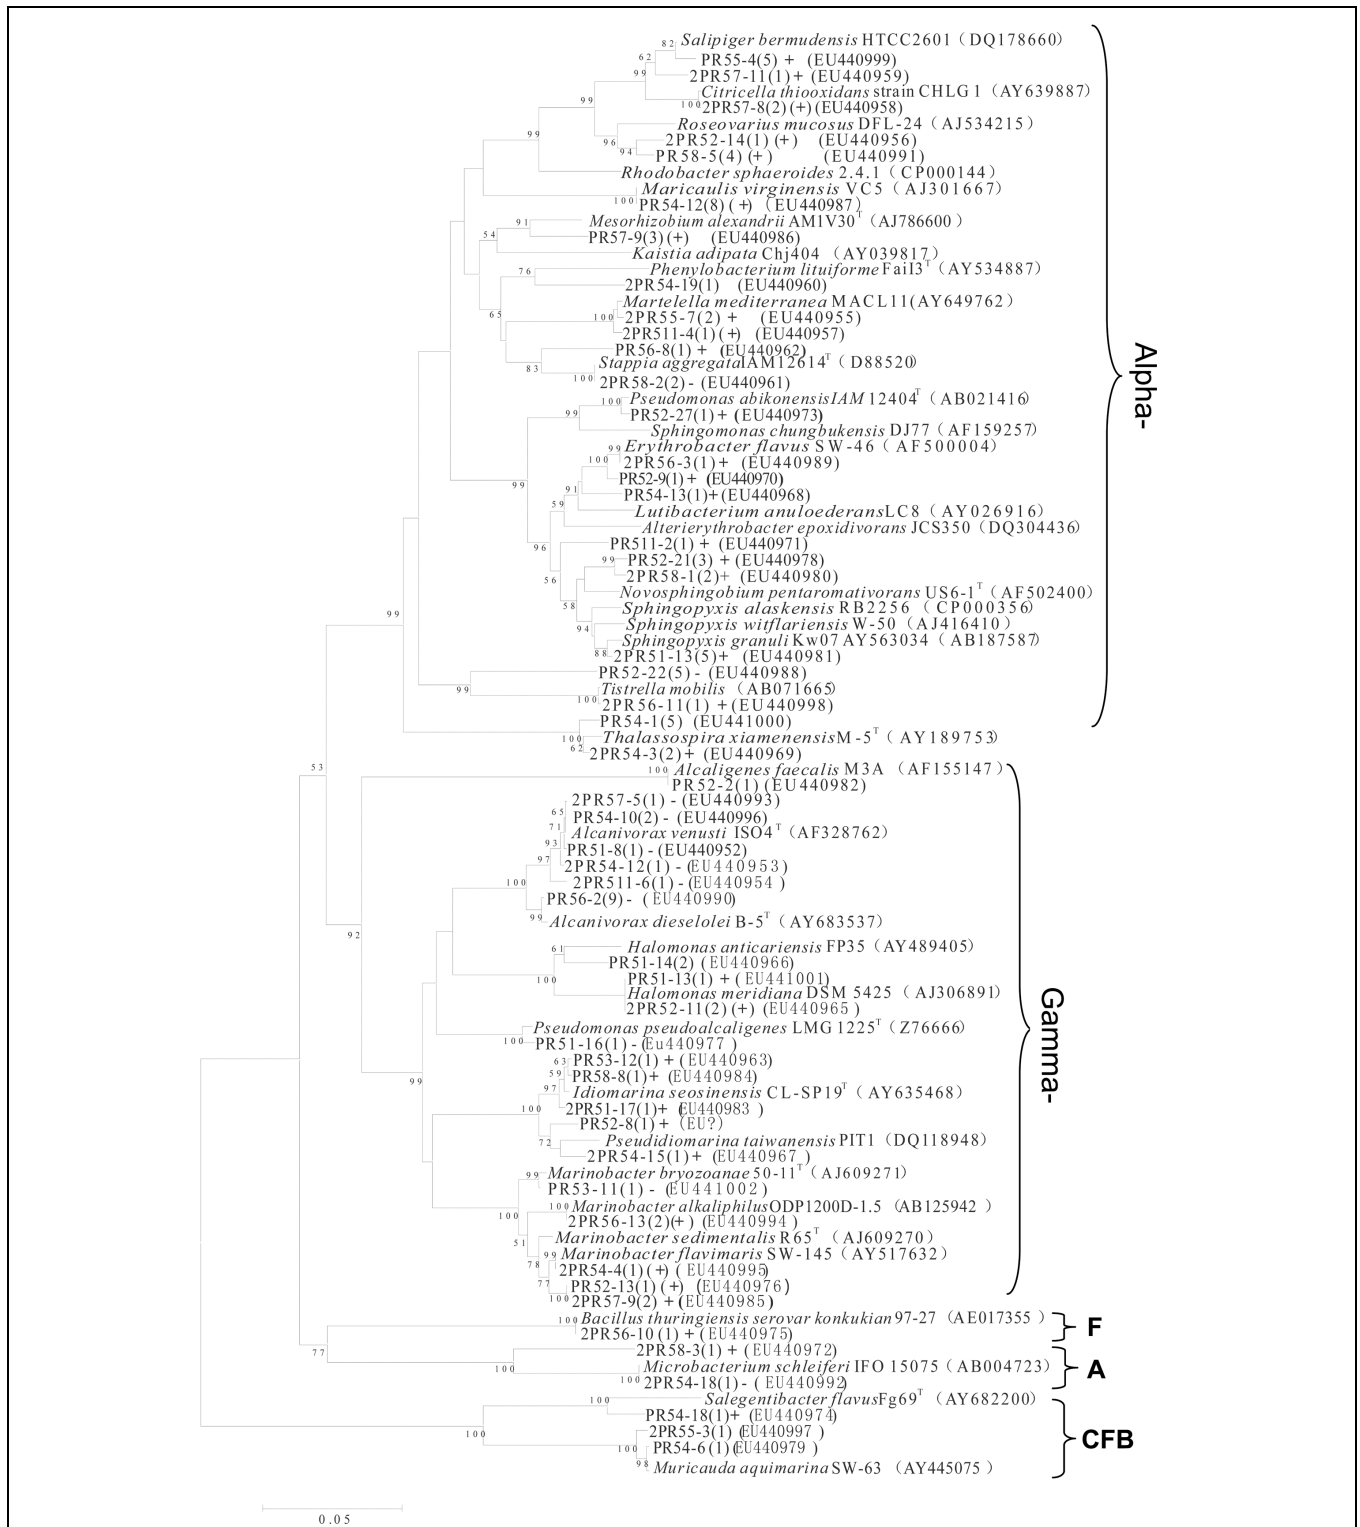 82 Salipiger bermudensis HTCC2601 (DQ178660)
62 PR55-4(5) + (EU440999)
99 2PR57-11(1)+ (EU440959)
Citricella thiooxidans strain CHLG 1 (AY639887)
99 100 2PR57-8(2) (+) (EU440958)
Roseovarius mucosus DFL-24 (AJ534215)
99 96 2PR52-14(1) (+) (EU440956)
94 PR58-5(4) (+) (EU440991)
Rhodobacter sphaeroides 2.4.1 (CP000144)
Maricaulis virginensis VC5 (AJ301667)
100 PR54-12(8) (+) (EU440987)
91 Mesorhizobium alexandrii AM1V30T (AJ786600)
54 PR57-9(3) (+) (EU440986)
Kaistia adipata Chj404 (AY039817)
76 Phenylobacterium lituiforme FaiI3T (AY534887)
2PR54-19(1) (EU440960)
Martelella mediterranea MACL11(AY649762)
65 100 2PR55-7(2) + (EU440955)
2PR511-4(1) (+) (EU440957)
PR56-8(1) + (EU440962)
83 Stappia aggregata IAM12614T (D88520)
100 2PR58-2(2) - (EU440961)
100 Pseudomonas abikonensis IAM 12404T (AB021416)
99 PR52-27(1) + (EU440973)
Sphingomonas chungbukensis DJ77 (AF159257)
99 Erythrobacter flavus SW-46 (AF500004)
100 2PR56-3(1) + (EU440989)
PR52-9(1) + (EU440970)
99 91 PR54-13(1)+ (EU440968)
59 Lutibacterium anuloederans LC8 (AY026916)
Alterierythrobacter epoxidivorans JCS350 (DQ304436)
96 PR511-2(1) + (EU440971)
99 PR52-21(3) + (EU440978)
56 2PR58-1(2)+ (EU440980)
Novosphingobium pentaromativorans US6-1T (AF502400)
58 Sphingopyxis alaskensis RB2256 (CP000356)
94 Sphingopyxis witflariensis W-50 (AJ416410)
Sphingopyxis granuli Kw07 AY563034 (AB187587)
88 2PR51-13(5)+ (EU440981)
99 PR52-22(5) - (EU440988)
99 Tistrella mobilis (AB071665)
100 2PR56-11(1) + (EU440998)
PR54-1(5) (EU441000)
100 Thalassospira xiamenensis M-5T (AY189753)
62 2PR54-3(2) + (EU440969)
Alpha-
53 100 Alcaligenes faecalis M3A (AF155147)
PR52-2(1) (EU440982)
2PR57-5(1) - (EU440993)
65 PR54-10(2) - (EU440996)
71 Alcanivorax venusti ISO4T (AF328762)
93 PR51-8(1) - (EU440952)
97 2PR54-12(1) - (EU440953)
100 2PR511-6(1) - (EU440954 )
PR56-2(9) - (EU440990)
99 Alcanivorax dieselolei B-5T (AY683537)
92
61 Halomonas anticariensis FP35 (AY489405)
PR51-14(2) (EU440966)
100 PR51-13(1) + (EU441001)
Halomonas meridiana DSM 5425 (AJ306891)
2PR52-11(2) (+) (EU440965 )
Pseudomonas pseudoalcaligenes LMG 1225T (Z76666)
100 PR51-16(1) - (Eu440977 )
63 PR53-12(1) + (EU440963)
99 59 PR58-8(1) + (EU440984)
97 Idiomarina seosinensis CL-SP19T (AY635468)
100 2PR51-17(1)+ (EU440983 )
PR52-8(1) + (EU?)
72 Pseudidiomarina taiwanensis PIT1 (DQ118948)
2PR54-15(1) + (EU440967 )
99 Marinobacter bryozoanae 50-11T (AJ609271)
PR53-11(1) - (EU441002)
100 Marinobacter alkaliphilus ODP1200D-1.5 (AB125942 )
100 2PR56-13(2)(+) (EU440994 )
51 Marinobacter sedimentalis R65T (AJ609270)
99 Marinobacter flavimaris SW-145 (AY517632)
78 2PR54-4(1) (+) ( EU440995)
77 PR52-13(1) (+) (EU440976)
100 2PR57-9(2) + (EU440985)
Gamma-
100 Bacillus thuringiensis serovar konkukian 97-27 (AE017355 )
2PR56-10 (1) + (EU440975)
F
77 2PR58-3(1) + (EU440972)
100 Microbacterium schleiferi IFO 15075 (AB004723)
100 2PR54-18(1) - ( EU440992)
A
100 Salegentibacter flavus Fg69T (AY682200)
PR54-18(1)+ (EU440974)
100 2PR55-3(1) (EU440997 )
100 PR54-6(1) (EU440979 )
98 Muricauda aquimarina SW-63 (AY445075 )
CFB
0.05